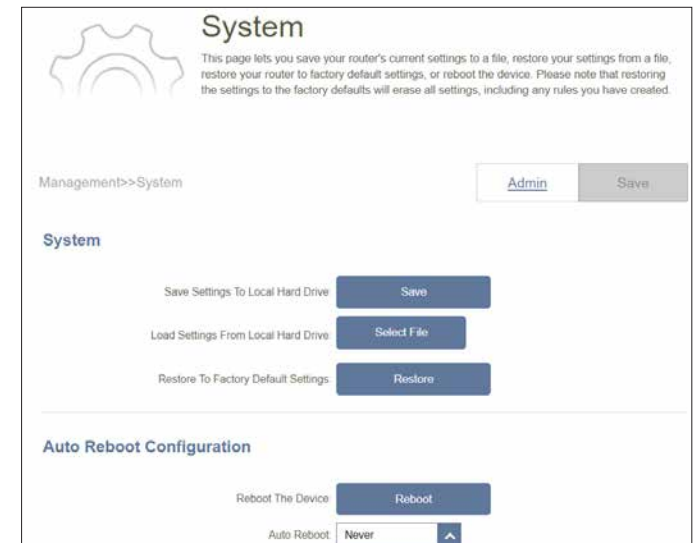 System
This page lets you save your router's current settings to a file, restore your settings from a file,
restore your router to factory default settings, or reboot the device. Please note that restoring
the settings to the factory defaults will erase all settings, including any rules you have created.
Management>>System
Admin
Save
System
Save Settings To Local Hard Drive:
Save
Load Settings From Local Hard Drive:
Select File
Restore To Factory Default Settings:
Restore
Auto Reboot Configuration
Reboot The Device:
Reboot
Auto Reboot:
Never